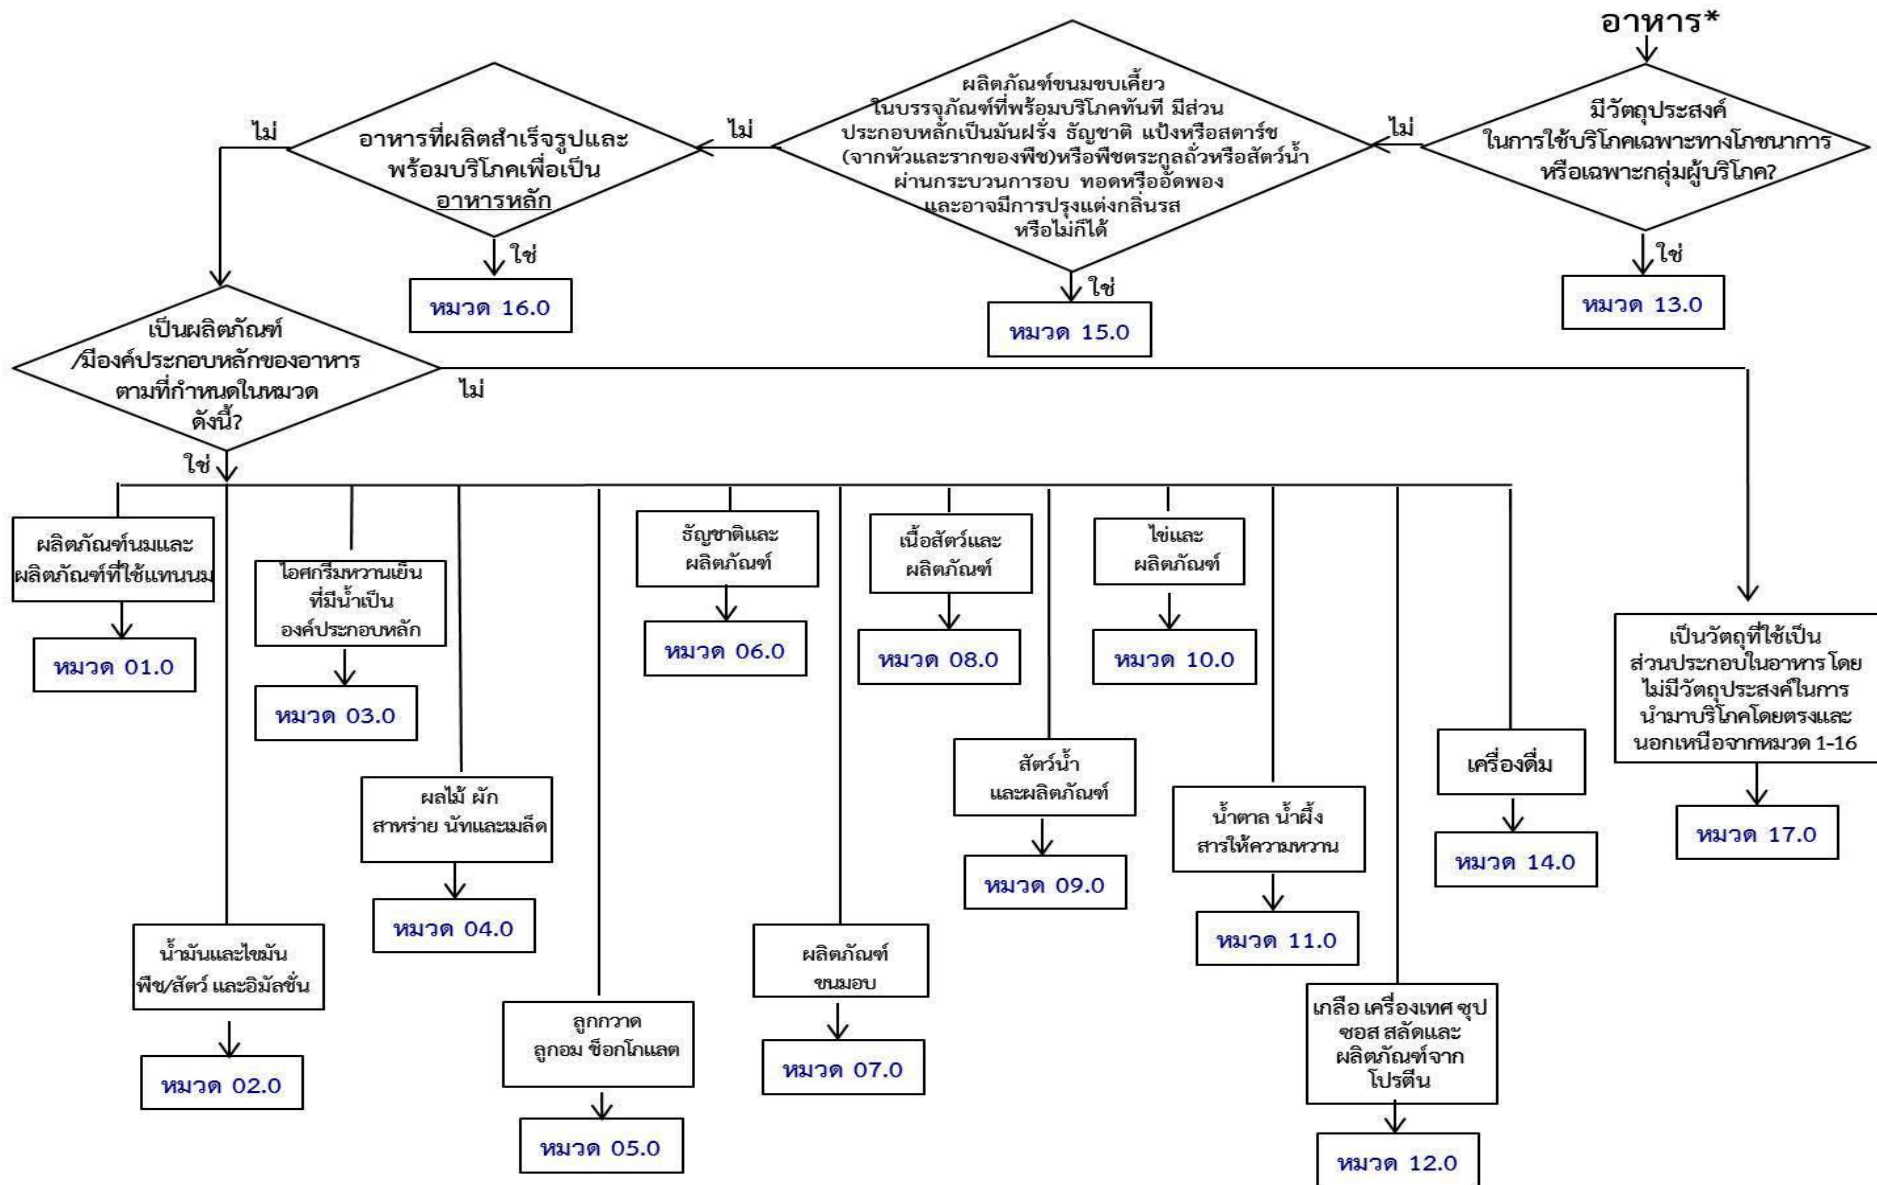 อาหาร*
มีวัตถุประสงค์
ในการใช้บริโภคเฉพาะทางโภชนาการ
หรือเฉพาะกลุ่มผู้บริโภค?
ไม่
ใช่
หมวด 13.0
ผลิตภัณฑ์ขนมขบเคี้ยว
ในบรรจุภัณฑ์ที่พร้อมบริโภคทันที มีส่วน
ประกอบหลักเป็นมันฝรั่ง ธัญชาติ แป้งหรือสตาร์ช
(จากหัวและรากของพืช)หรือพืชตระกูลถั่วหรือสัตว์น้ำ
ผ่านกระบวนการอบ ทอดหรืออัดพอง
และอาจมีการปรุงแต่งกลิ่นรส
หรือไม่ก็ได้
ไม่
ใช่
หมวด 15.0
อาหารที่ผลิตสำเร็จรูปและ
พร้อมบริโภคเพื่อเป็น
อาหารหลัก
ไม่
ใช่
หมวด 16.0
เป็นผลิตภัณฑ์
/มีองค์ประกอบหลักของอาหาร
ตามที่กำหนดในหมวด
ดังนี้?
ไม่
ใช่
ผลิตภัณฑ์นมและ
ผลิตภัณฑ์ที่ใช้แทนนม
หมวด 01.0
น้ำมันและไขมัน
พืช/สัตว์ และอิมัลชั่น
หมวด 02.0
ไอศกรีมหวานเย็น
ที่มีน้ำเป็น
องค์ประกอบหลัก
หมวด 03.0
ผลไม้ ผัก
สาหร่าย นัทและเมล็ด
หมวด 04.0
ลูกกวาด
ลูกอม ช็อกโกแลต
หมวด 05.0
ธัญชาติและ
ผลิตภัณฑ์
หมวด 06.0
ผลิตภัณฑ์
ขนมอบ
หมวด 07.0
เนื้อสัตว์และ
ผลิตภัณฑ์
หมวด 08.0
สัตว์น้ำ
และผลิตภัณฑ์
หมวด 09.0
ไข่และ
ผลิตภัณฑ์
หมวด 10.0
น้ำตาล น้ำผึ้ง
สารให้ความหวาน
หมวด 11.0
เกลือ เครื่องเทศ ซุป
ซอส สลัดและ
ผลิตภัณฑ์จาก
โปรตีน
หมวด 12.0
เครื่องดื่ม
หมวด 14.0
เป็นวัตถุที่ใช้เป็น
ส่วนประกอบในอาหาร โดย
ไม่มีวัตถุประสงค์ในการ
นำมาบริโภคโดยตรงและ
นอกเหนือจากหมวด 1-16
หมวด 17.0